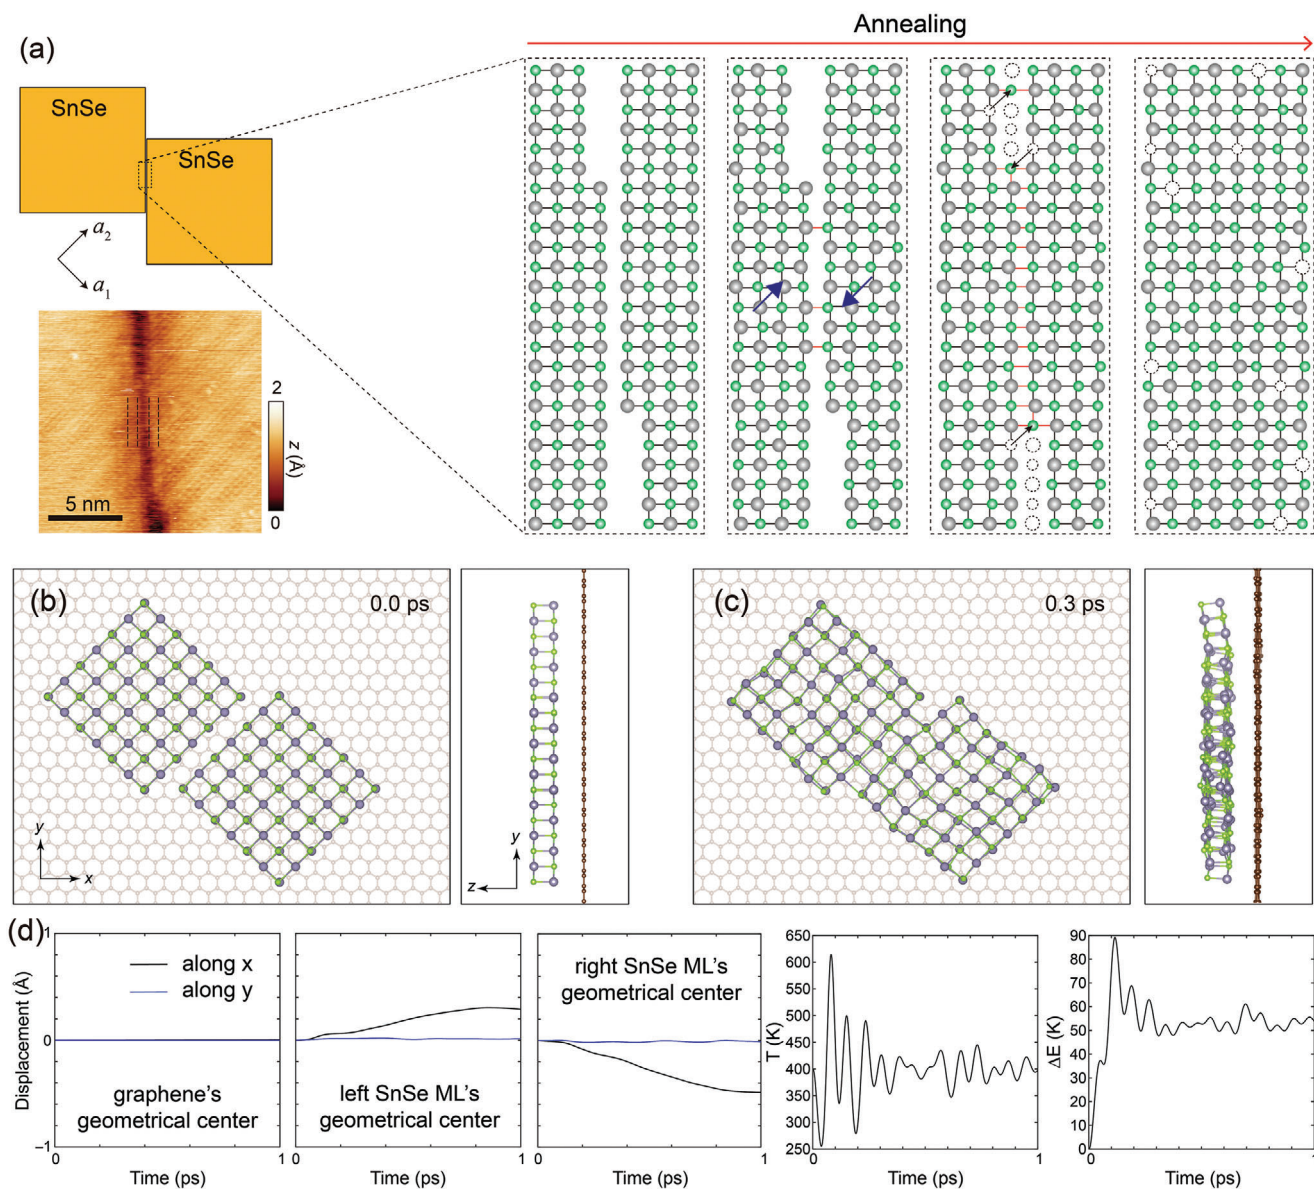 (a)
Annealing
SnSe
SnSe
a2
a1
2
z (Å)
0
5 nm
(b)
0.0 ps
y
x
y
z
(c)
0.3 ps
(d)
1
0
−1
Displacement (Å)
along x
along y
graphene's
geometrical center
0
1
Time (ps)
left SnSe ML's
geometrical center
0
1
Time (ps)
right SnSe ML's
geometrical center
0
1
Time (ps)
650
600
550
500
450
400
350
300
250
T (K)
0
1
Time (ps)
90
80
70
60
50
40
30
20
10
0
ΔE (K)
0
1
Time (ps)